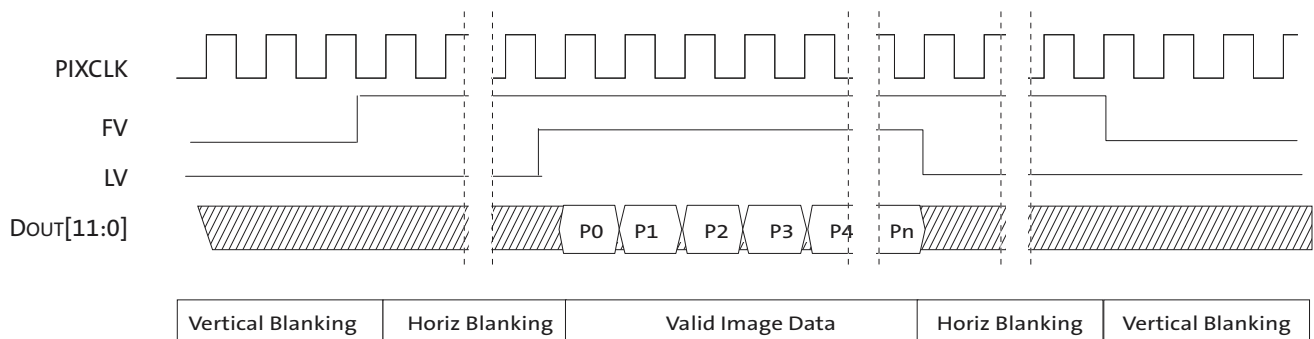 PIXCLK
FV
LV
DOUT[11:0]
P0 P1 P2 P3 P4 Pn
Vertical Blanking Horiz Blanking Valid Image Data Horiz Blanking Vertical Blanking